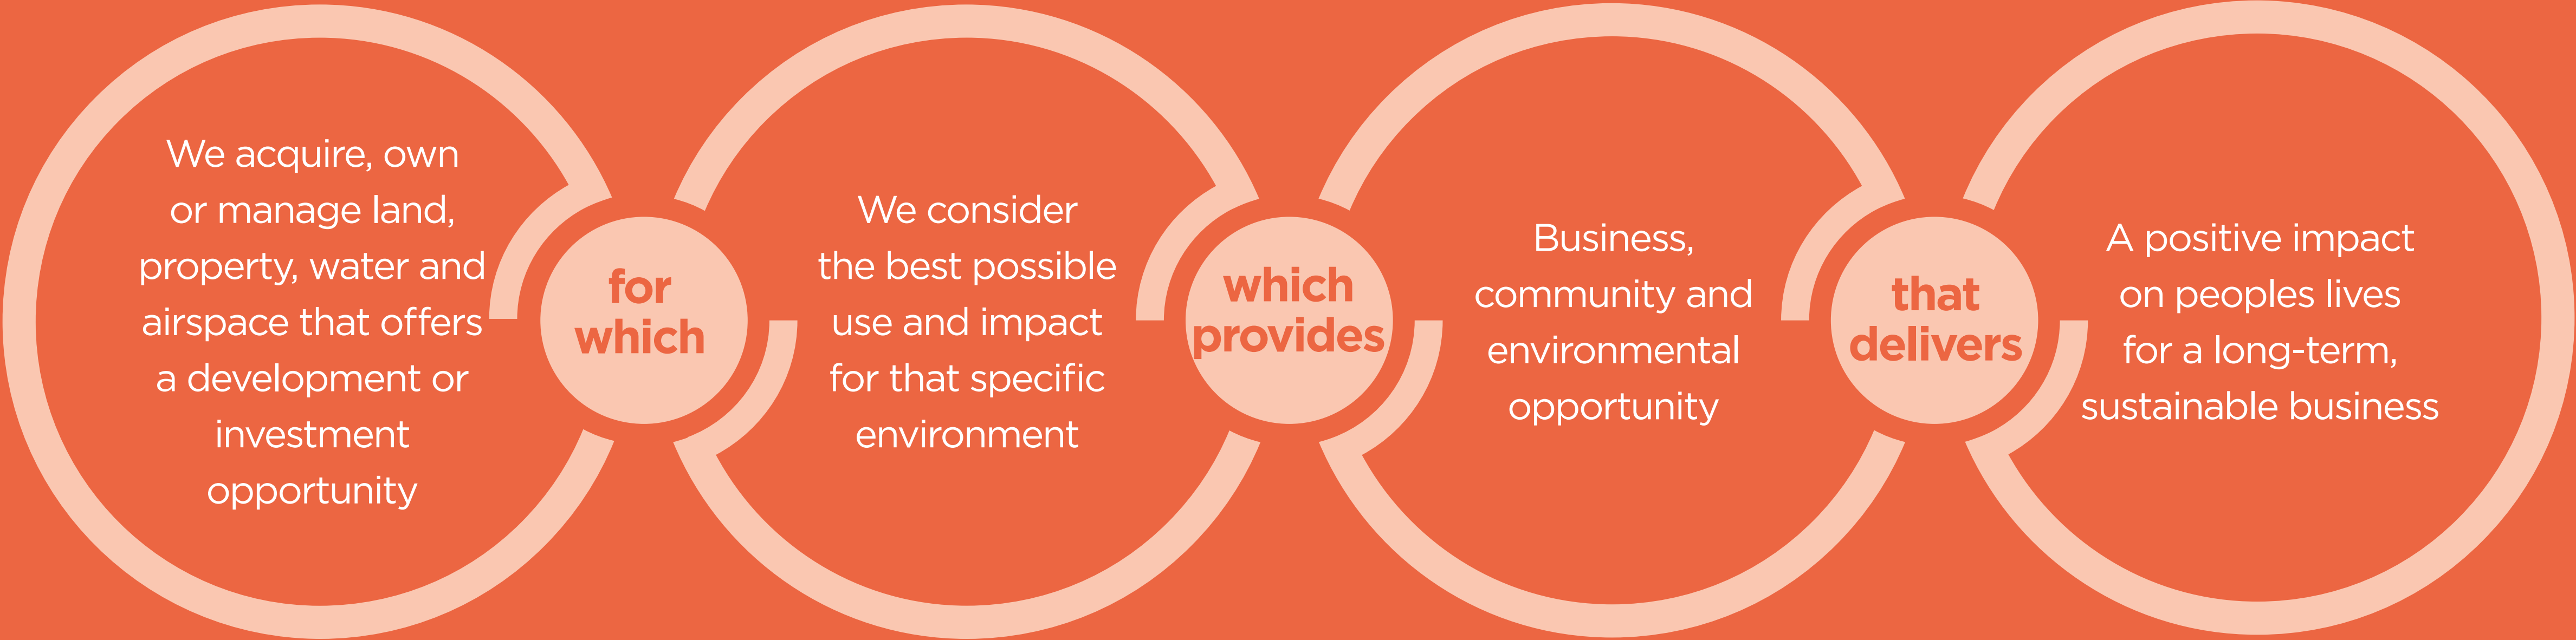 We acquire, own
or manage land,
property, water and
airspace that offers
a development or
investment
opportunity
for
which
We consider
the best possible
use and impact
for that specific
environment
which
provides
Business,
community and
environmental
opportunity
that
delivers
A positive impact
on peoples lives
for a long-term,
sustainable business